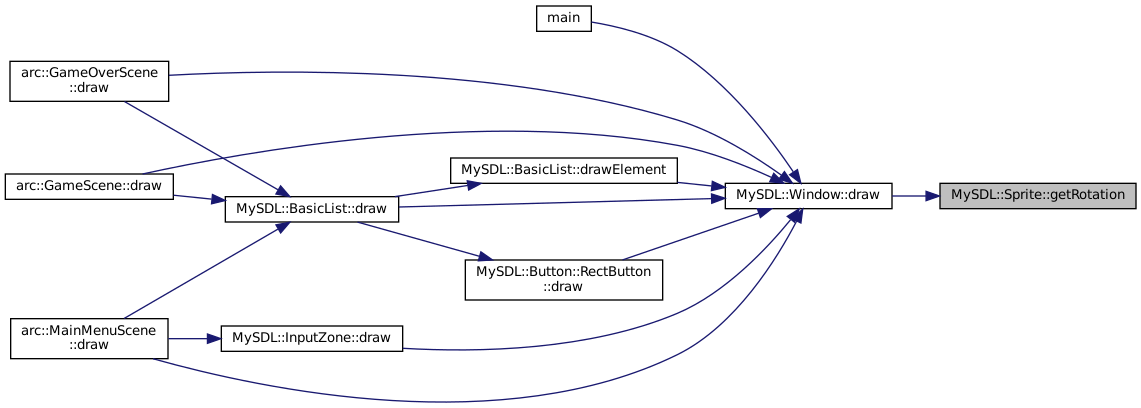 main
arc::GameOverScene
::draw
MySDL::BasicList::drawElement
arc::GameScene::draw
MySDL::Window::draw
MySDL::Sprite::getRotation
MySDL::BasicList::draw
MySDL::Button::RectButton
::draw
arc::MainMenuScene
::draw
MySDL::InputZone::draw